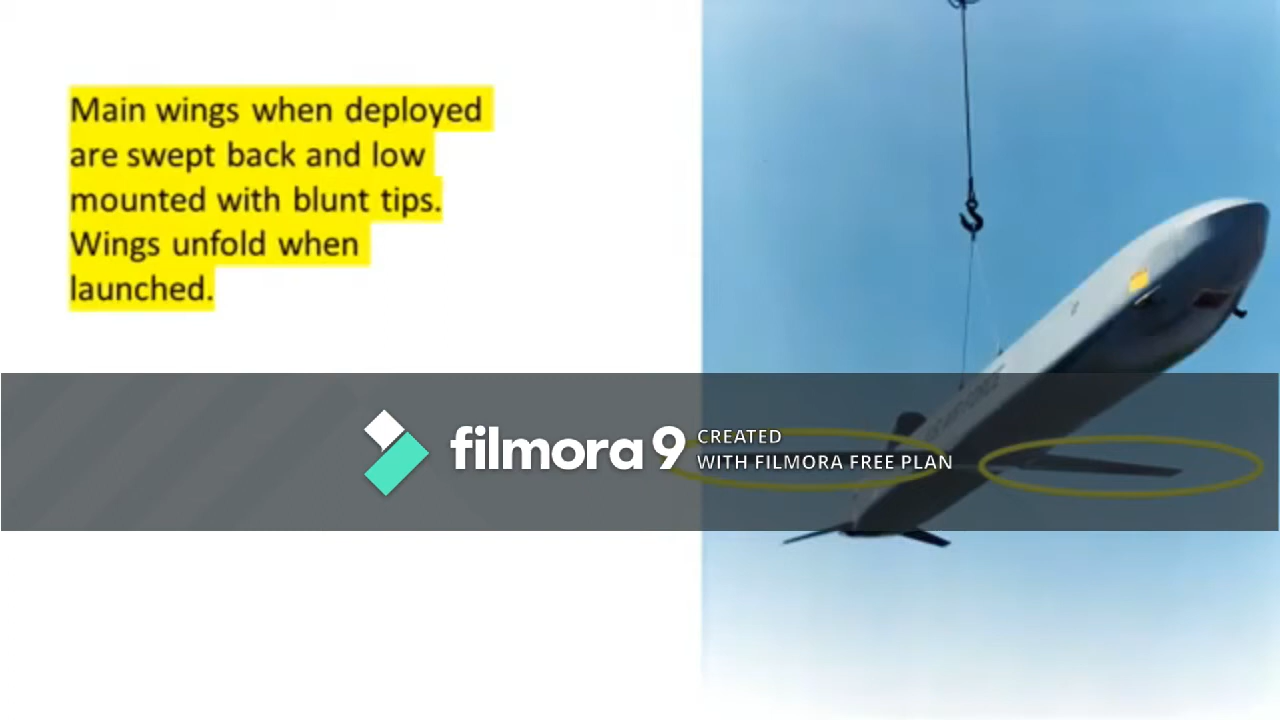 Main wings when deployed
are swept back and low
mounted with blunt tips.
Wings unfold when
launched.
filmora 9
CREATED
WITH FILMORA FREE PLAN